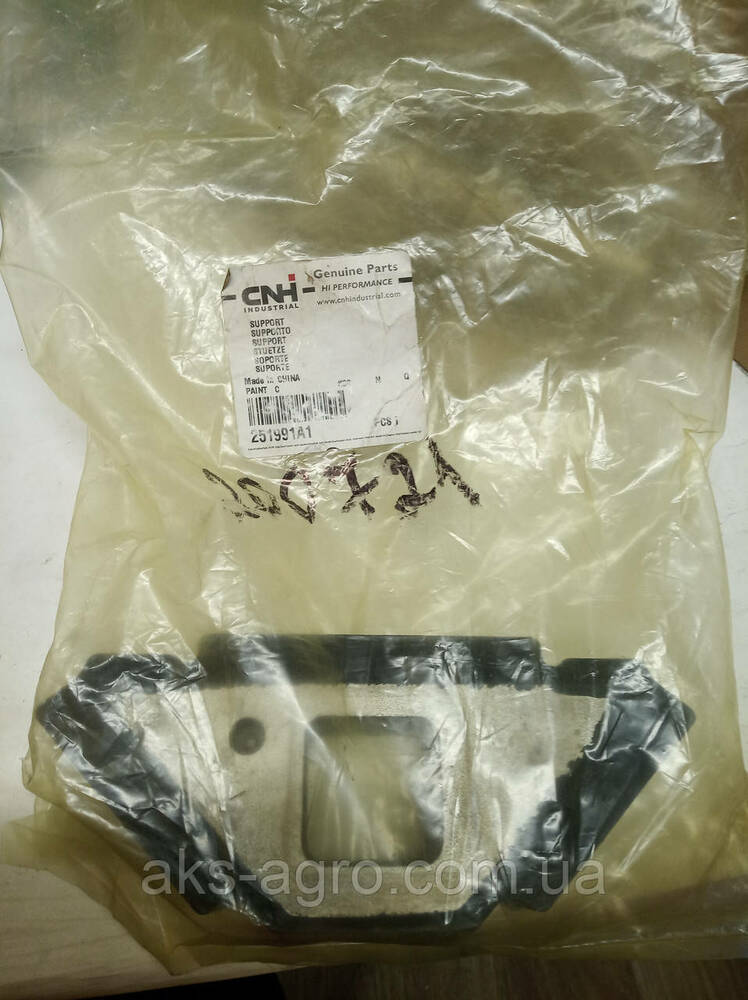 CNH
INDUSTRIAL
Genuine Parts
HI PERFORMANCE
www.cnhindustrial.com
SUPPORT
SUPPORTO
SUPPORT
STUETZE
SOPORTE
SUPORTE
Made in CHINA N Q
PAINT C
PCS 1
251991A1
200721
aks-agro.com.ua